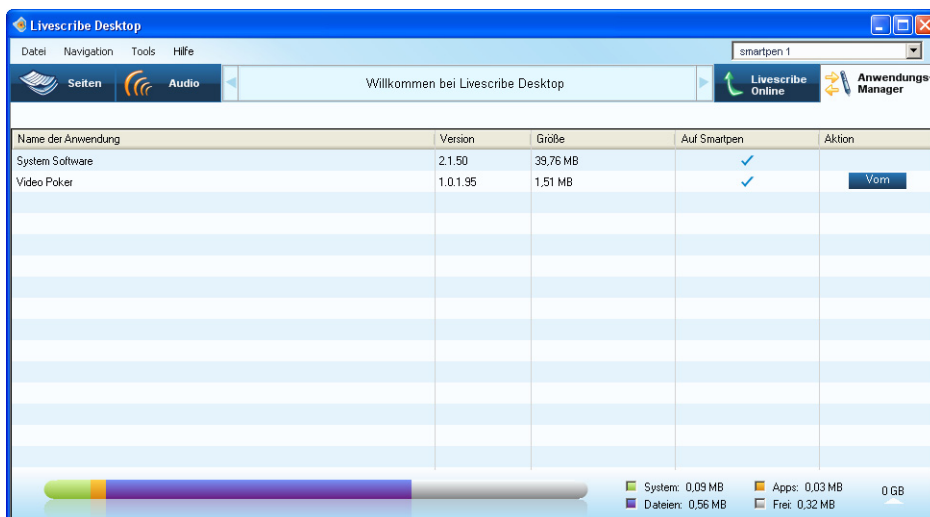 Livescribe Desktop
Datei Navigation Tools Hilfe smartpen 1
Seiten Audio Willkommen bei Livescribe Desktop Livescribe Online Anwendungs- Manager
Name der Anwendung Version Größe Auf Smartpen Aktion
System Software 2.1.50 39,76 MB
Video Poker 1.0.1.95 1,51 MB Vom
System: 0,09 MB Apps: 0,03 MB 0 GB
Dateien: 0,56 MB Frei: 0,32 MB